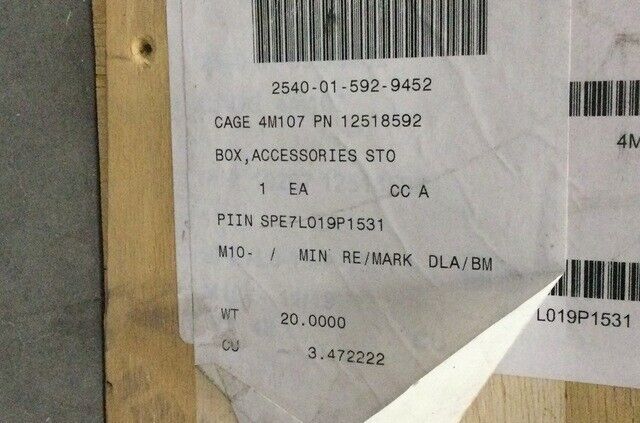 2540-01-592-9452
CAGE 4M107 PN 12518592
BOX,ACCESSORIES STO
1 EA CC A
PIIN SPE7L019P1531
M10- / MIN RE/MARK DLA/BM
WT 20.0000
CU 3.472222
4M
L019P1531